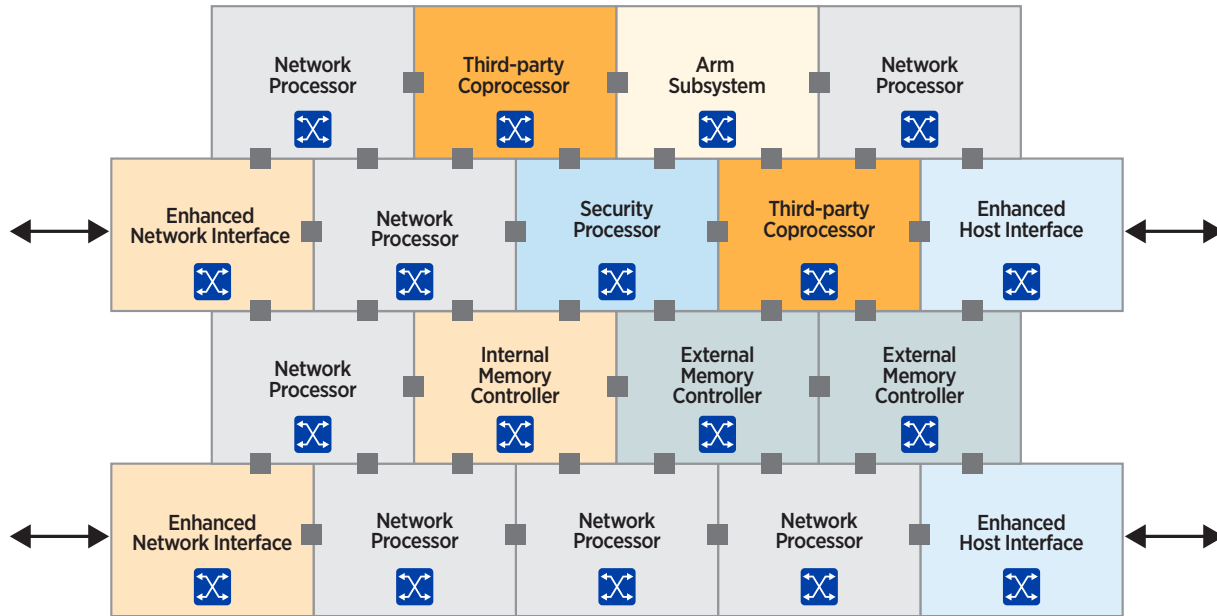 Network
Processor
Third-party
Coprocessor
Arm
Subsystem
Network
Processor
Enhanced
Network Interface
Network
Processor
Security
Processor
Third-party
Coprocessor
Enhanced
Host Interface
Network
Processor
Internal
Memory
Controller
External
Memory
Controller
External
Memory
Controller
Enhanced
Network Interface
Network
Processor
Network
Processor
Network
Processor
Enhanced
Host Interface